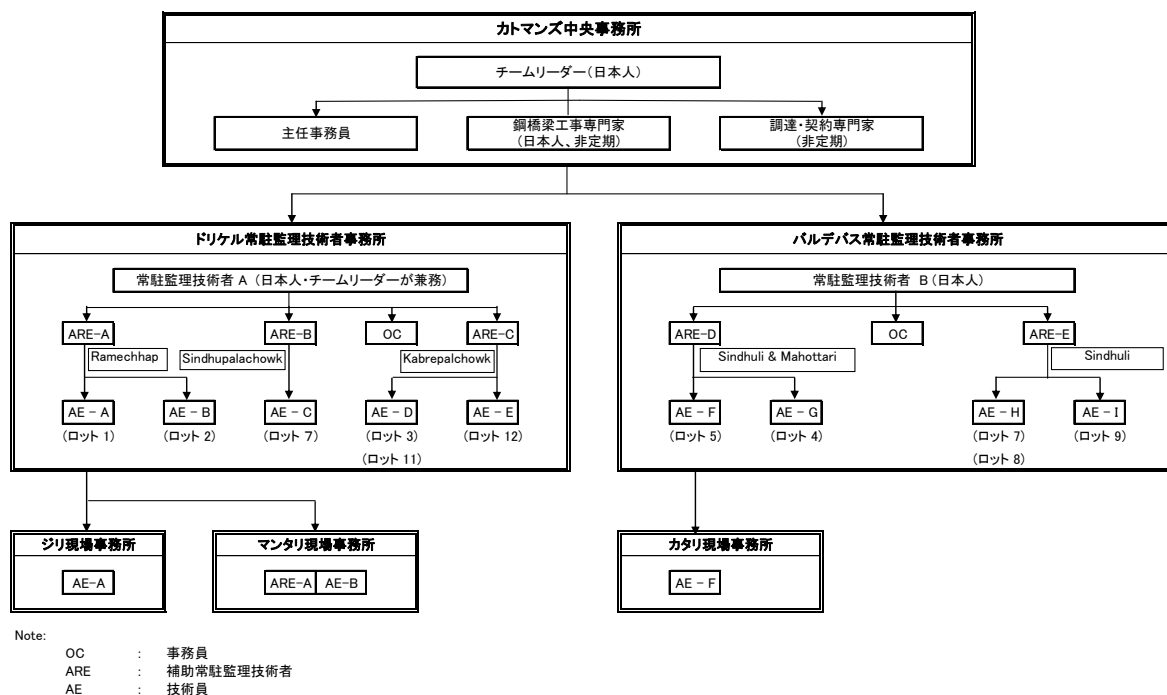 カトマンズ中央事務所
チームリーダー(日本人)
主任事務員
鋼橋梁工事専門家
(日本人、非定期)
調達・契約専門家
(非定期)
ドリケル常駐監理技術者事務所
常駐監理技術者 A (日本人・チームリーダーが兼務)
ARE-A
ARE-B
OC
ARE-C
Ramechhap
Sindhupalachowk
Kabrepalchowk
AE - A
AE - B
AE - C
AE - D
AE - E
(ロット 1)
(ロット 2)
(ロット 7)
(ロット 3)
(ロット 12)
(ロット 11)
バルデバス常駐監理技術者事務所
常駐監理技術者 B (日本人)
ARE-D
OC
ARE-E
Sindhuli & Mahottari
Sindhuli
AE - F
AE - G
AE - H
AE - I
(ロット 5)
(ロット 4)
(ロット 7)
(ロット 9)
(ロット 8)
ジリ現場事務所
AE-A
マンタリ現場事務所
ARE-A AE-B
カタリ現場事務所
AE - F
Note:
OC : 事務員
ARE : 補助常駐監理技術者
AE : 技術員